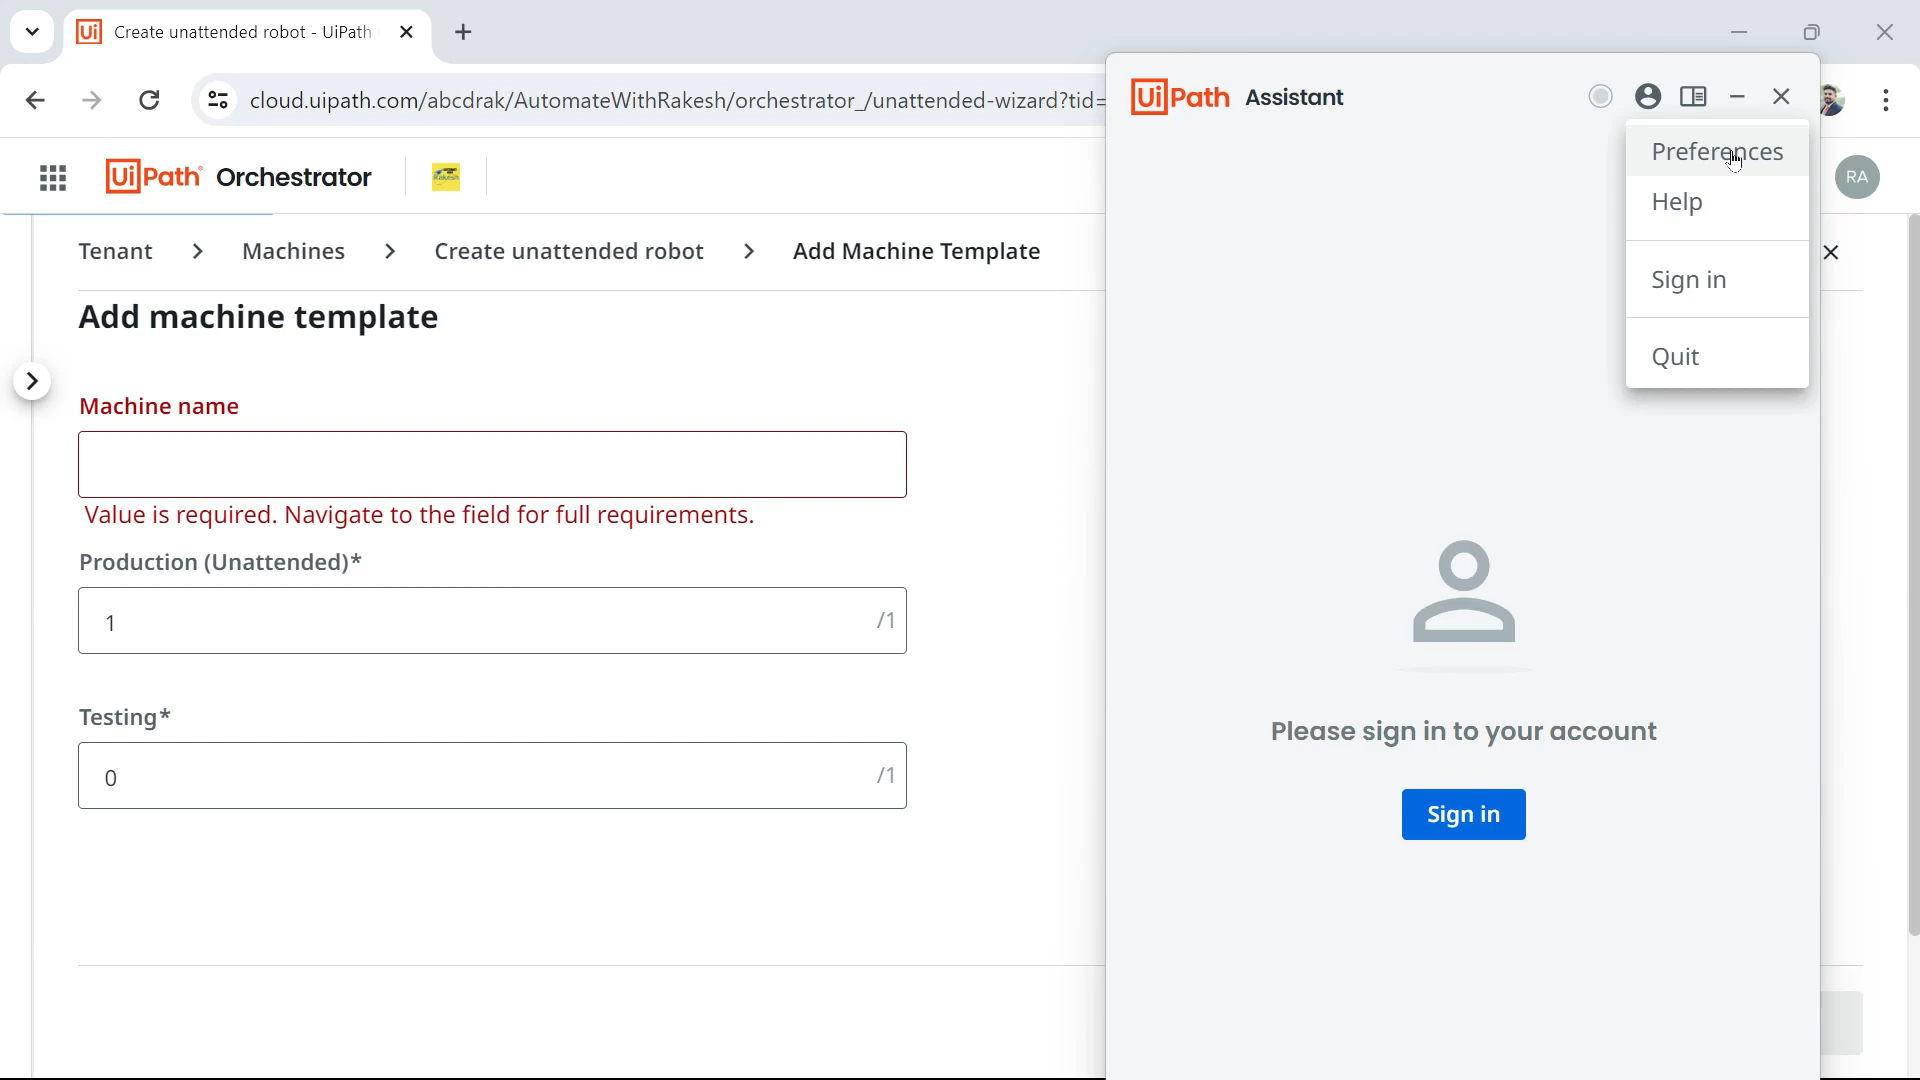 Create unattended robot - UiPath
cloud.uipath.com/abcdrak/AutomateWithRakesh/orchestrator_/unattended-wizard?tid=
UiPath Orchestrator
Rakesh
RA
Tenant > Machines > Create unattended robot > Add Machine Template
Add machine template
Machine name
Value is required. Navigate to the field for full requirements.
Production (Unattended)*
1 /1
Testing*
0 /1
UiPath Assistant
Preferences
Help
Sign in
Quit
Please sign in to your account
Sign in